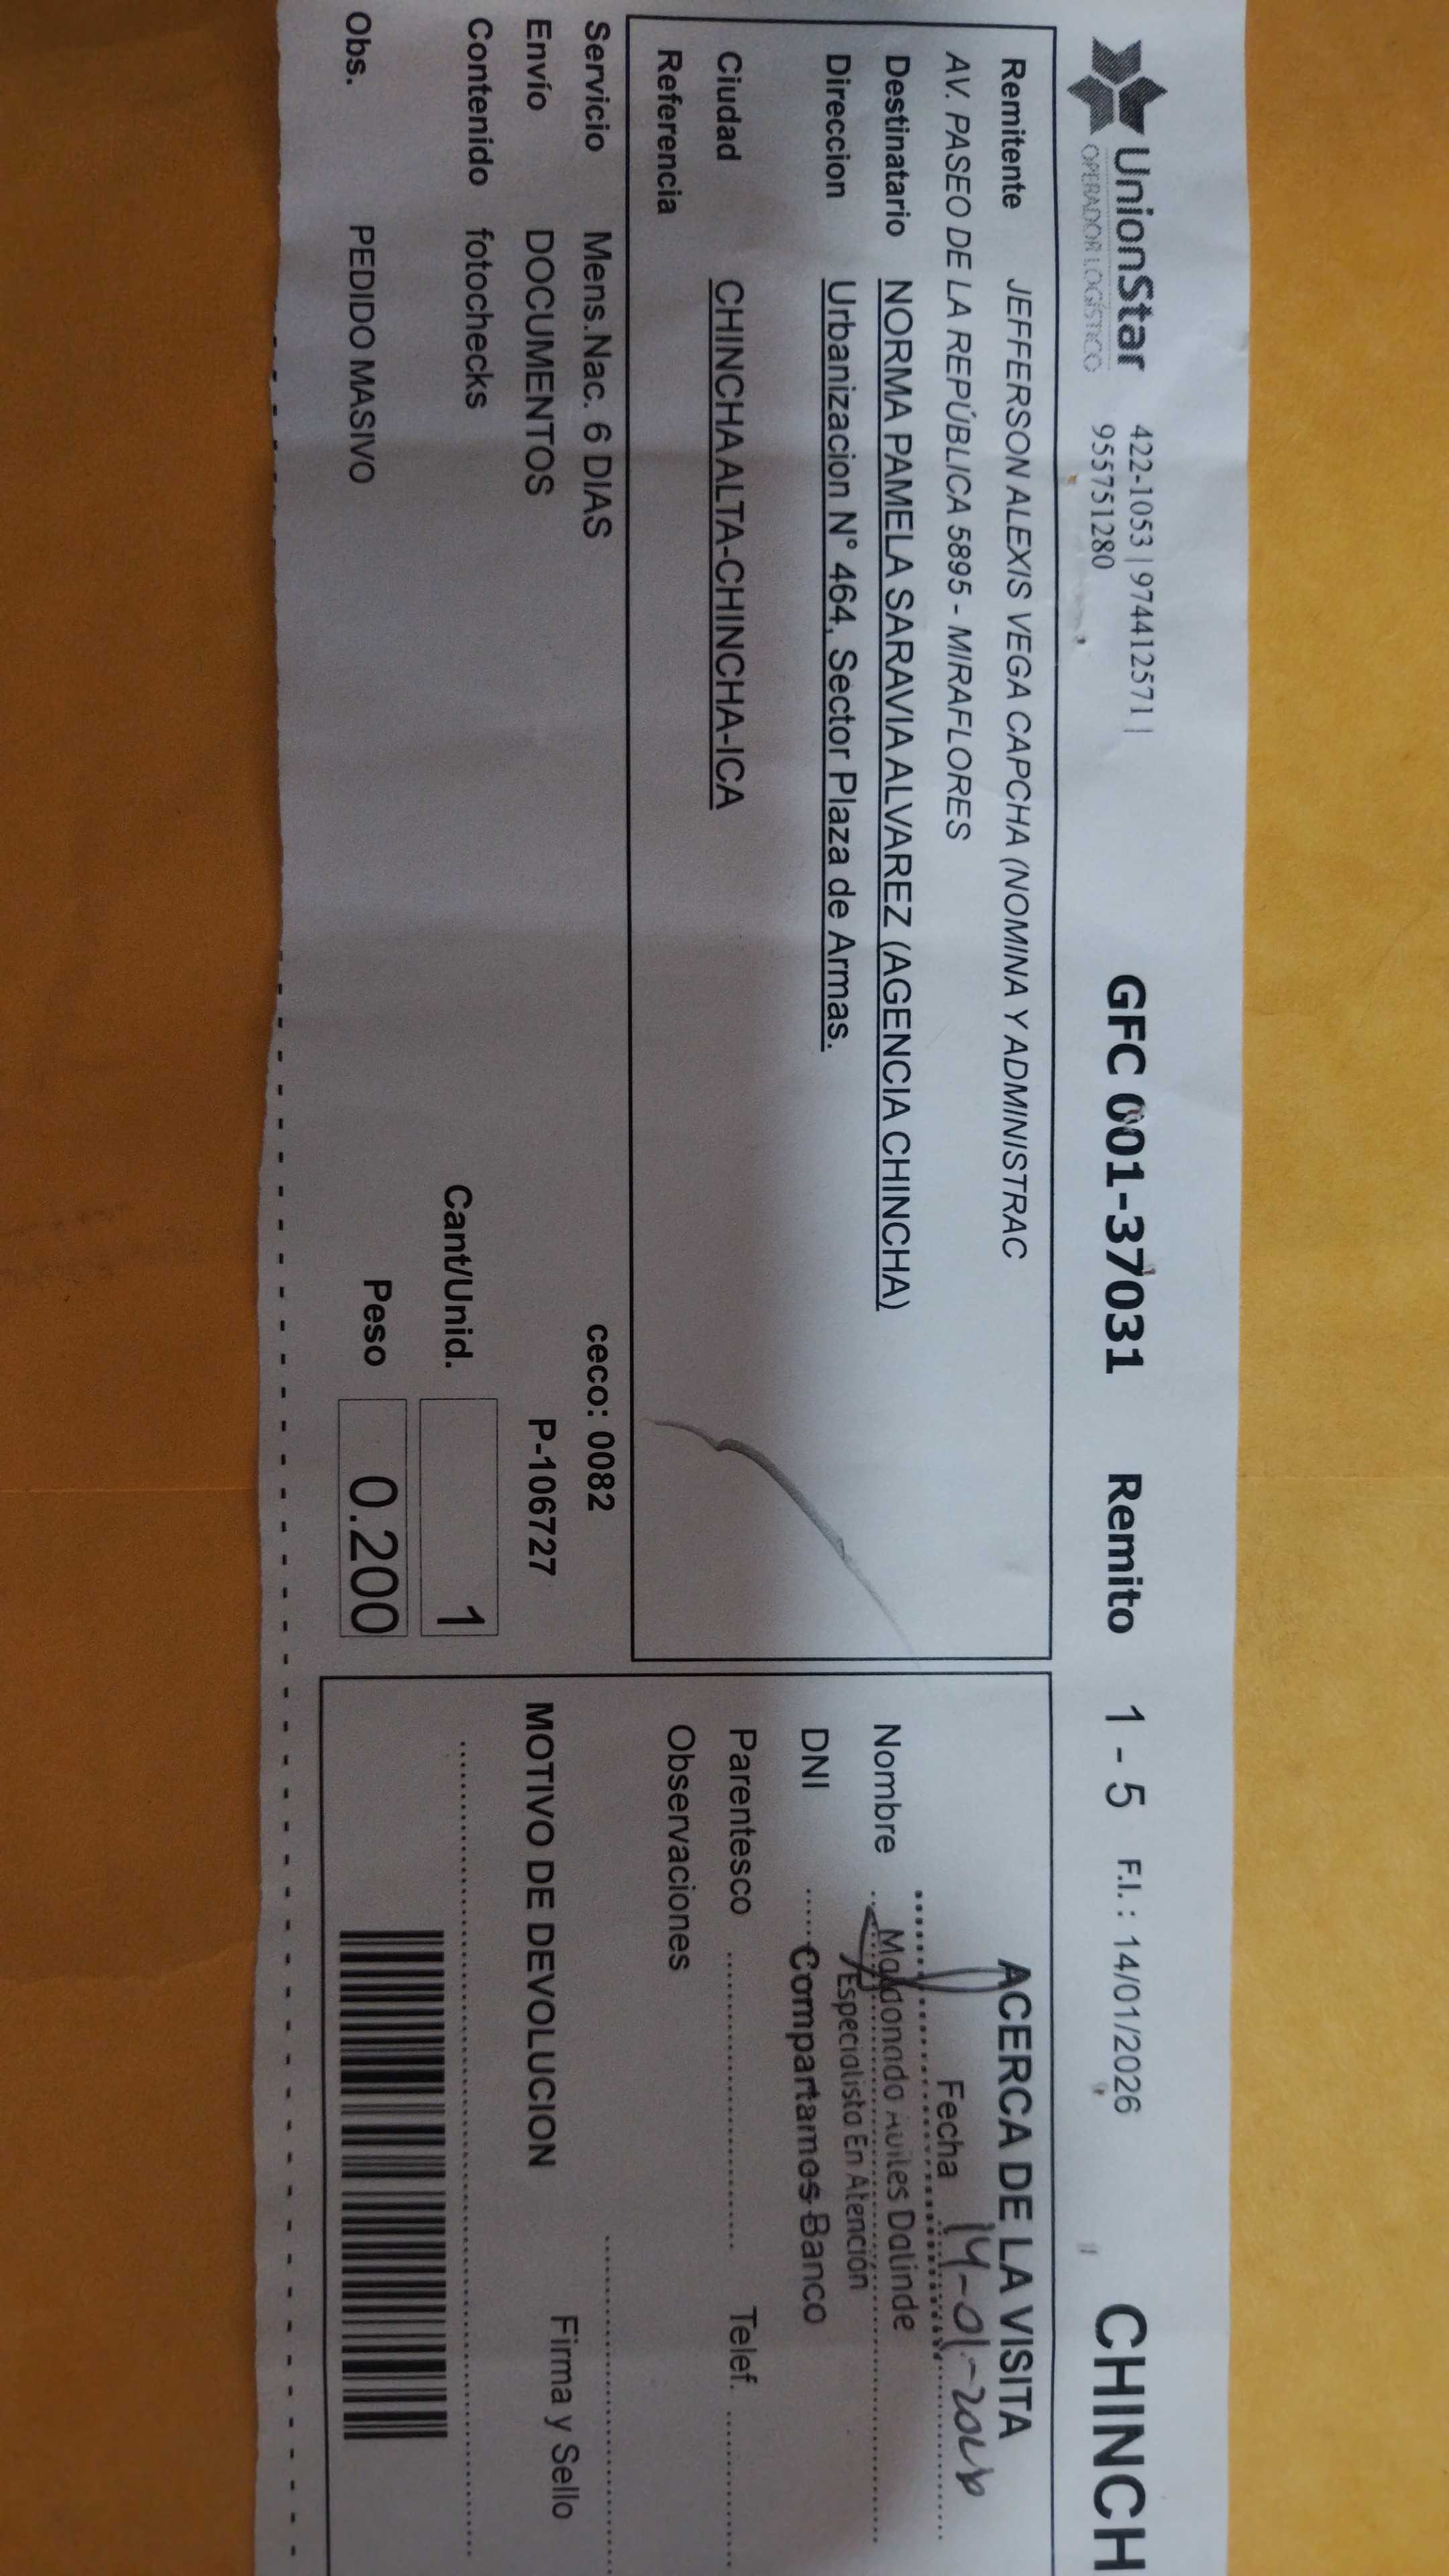 UnionStar
OPERADOR LOGÍSTICO
422-1053 | 974412571 |
955751280
GFC 001-37031 Remito 1 - 5 F.I. : 14/01/2026 CHINCH
Remitente JEFFERSON ALEXIS VEGA CAPCHA (NOMINA Y ADMINISTRAC
AV. PASEO DE LA REPÚBLICA 5895 - MIRAFLORES
Destinatario NORMA PAMELA SARAVIA ALVAREZ (AGENCIA CHINCHA)
Direccion Urbanizacion N° 464, Sector Plaza de Armas.
Ciudad CHINCHA ALTA-CHINCHA-ICA
Referencia
Servicio Mens.Nac. 6 DIAS ceco: 0082
Envío DOCUMENTOS P-106727
Contenido fotochecks Cant/Unid. 1
Obs. PEDIDO MASIVO Peso 0.200
ACERCA DE LA VISITA
Fecha 14-01-2026
Nombre Maldonado Aviles Dalinde
Especialista En Atención
DNI Compartamos Banco
Parentesco Telef.
Observaciones
Firma y Sello
MOTIVO DE DEVOLUCION